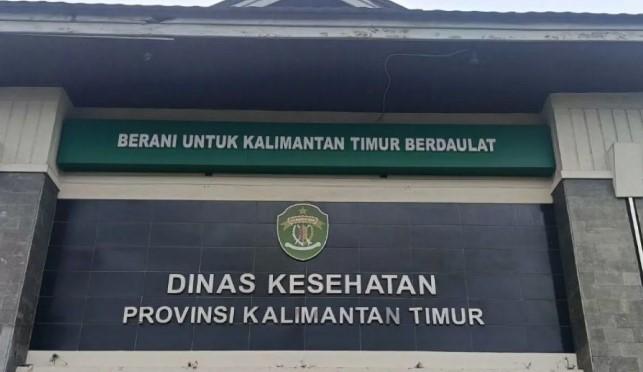 BERANI UNTUK KALIMANTAN TIMUR BERDAULAT
DINAS KESEHATAN
PROVINSI KALIMANTAN TIMUR